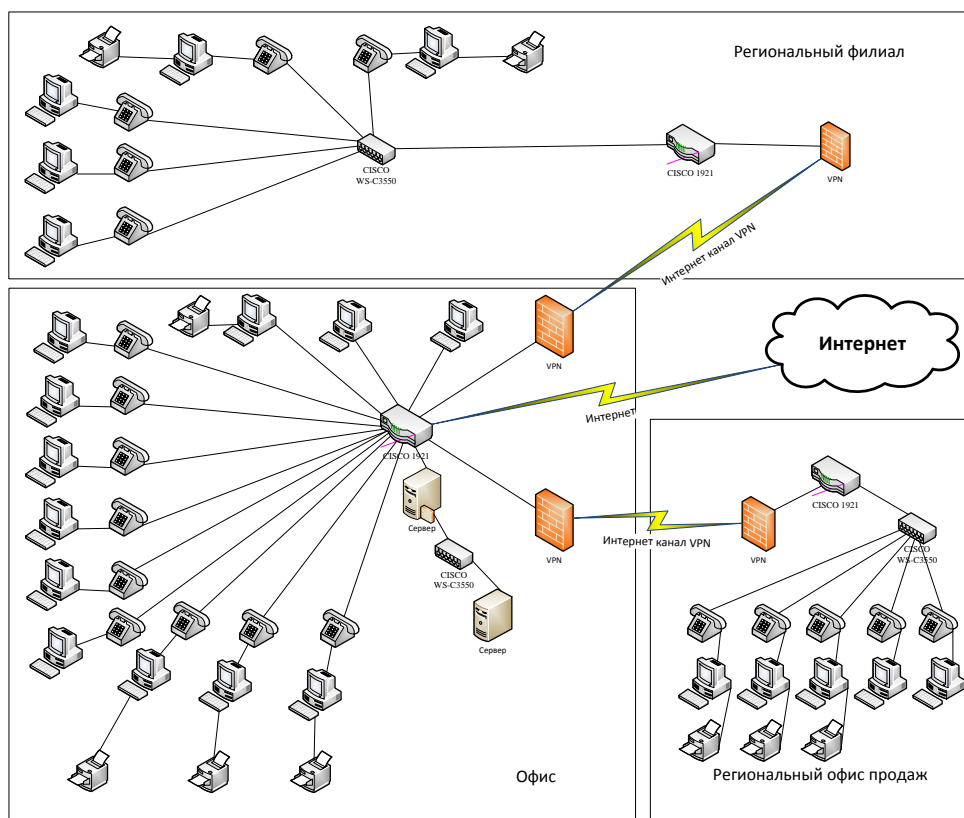 Региональный филиал
CISCO
WS-C3550
CISCO 1921
VPN
Интернет канал VPN
VPN
Интернет
Интернет
CISCO 1921
Сервер
CISCO
WS-C3550
Сервер
VPN
Интернет канал VPN
VPN
CISCO 1921
CISCO
WS-C3550
Офис
Региональный офис продаж